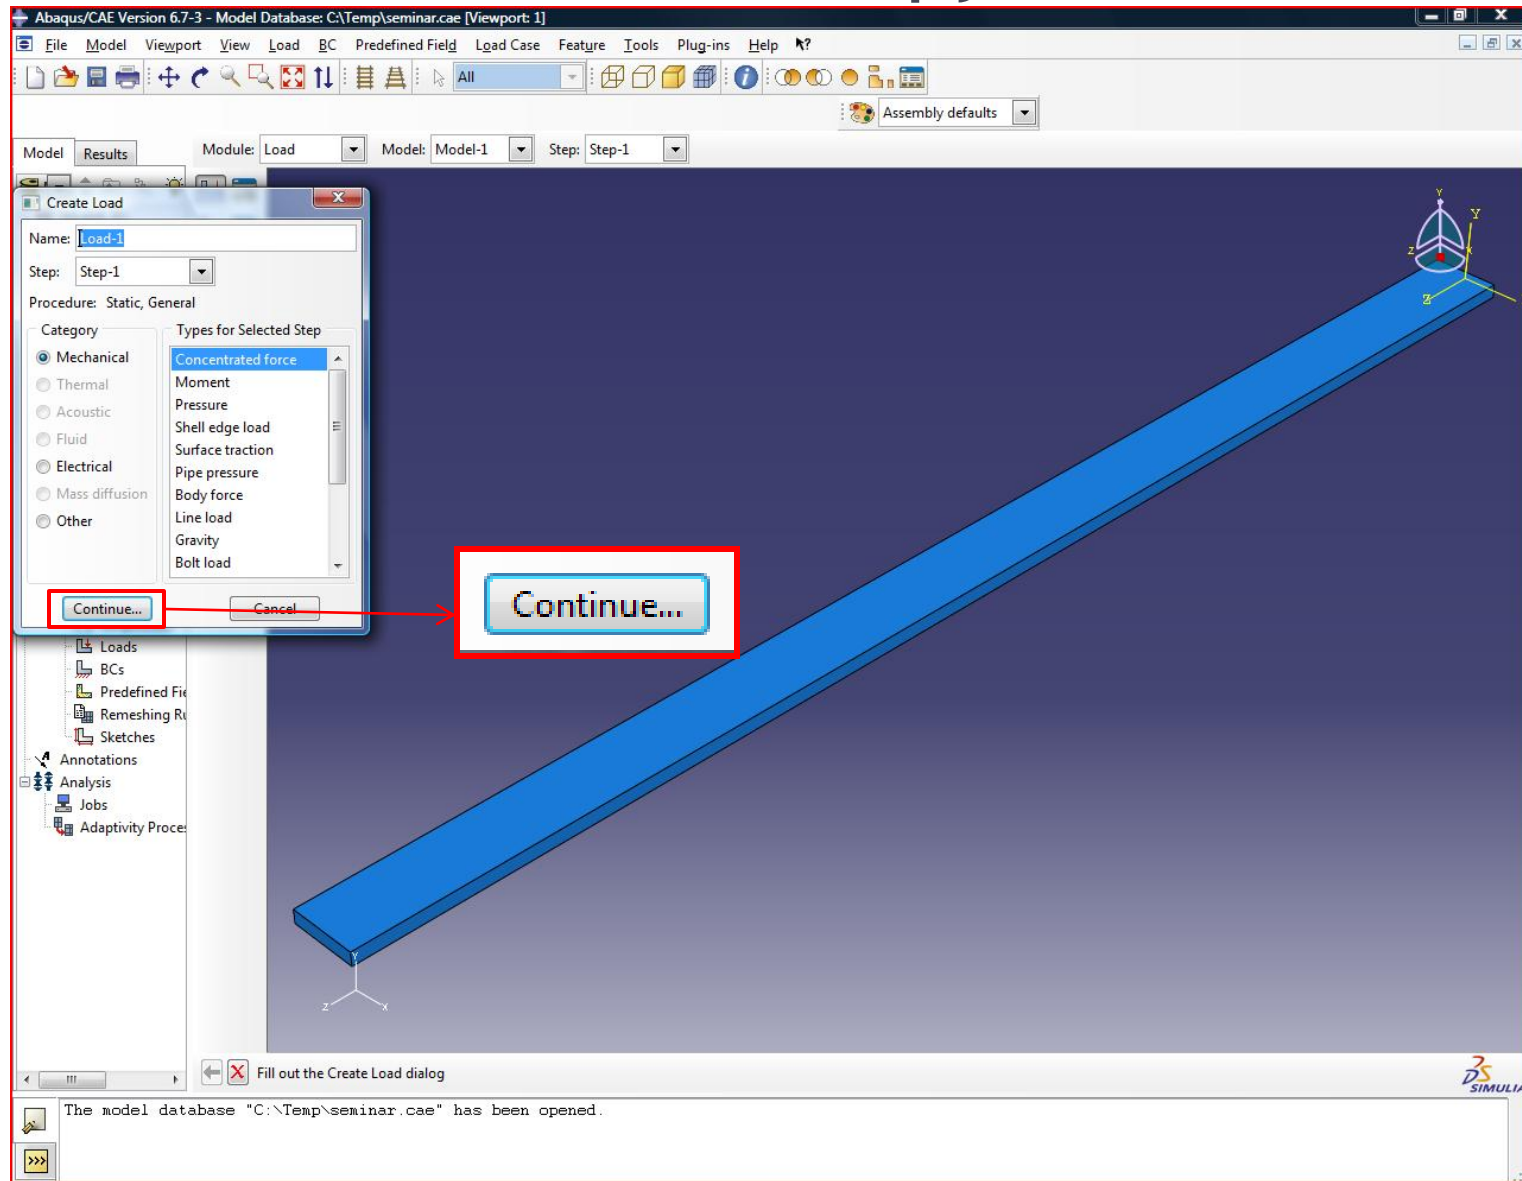 Abaqus/CAE Version 6.7-3 - Model Database: C:\Temp\seminar.cae [Viewport: 1]
File Model Viewport View Load BC Predefined Field Load Case Feature Tools Plug-ins Help
All
Assembly defaults
Model Results Module: Load Model: Model-1 Step: Step-1
Create Load
Name: Load-1
Step: Step-1
Procedure: Static, General
Category
Mechanical
Thermal
Acoustic
Fluid
Electrical
Mass diffusion
Other
Types for Selected Step
Concentrated force
Moment
Pressure
Shell edge load
Surface traction
Pipe pressure
Body force
Line load
Gravity
Bolt load
Continue... Cancel
Continue...
Y
Y
Z
X
Z
Loads
BCs
Predefined Fie
Remeshing Ru
Sketches
Annotations
Analysis
Jobs
Adaptivity Proces
Y
Z
X
Fill out the Create Load dialog
SIMULIA
The model database "C:\Temp\seminar.cae" has been opened.
>>>